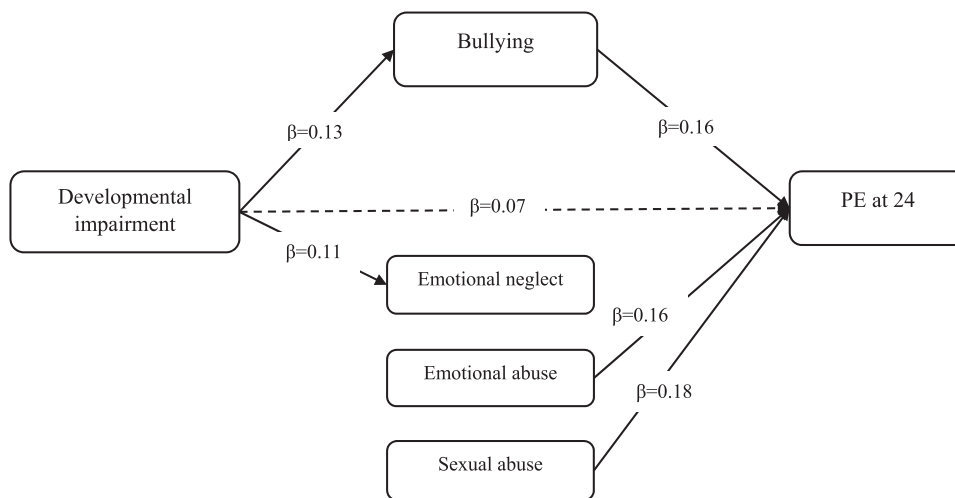 Bullying
β=0.13
β=0.16
Developmental
impairment
β=0.07
PE at 24
β=0.11
Emotional neglect
β=0.16
Emotional abuse
β=0.18
Sexual abuse